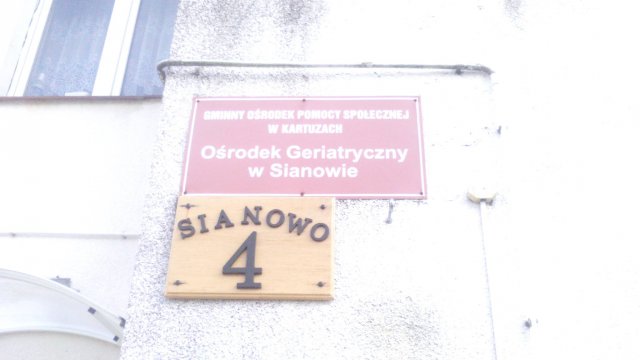 GMINNY OŚRODEK POMOCY SPOŁECZNEJ
W KARTUZACH
Ośrodek Geriatryczny
w Sianowie
SIANOWO
4